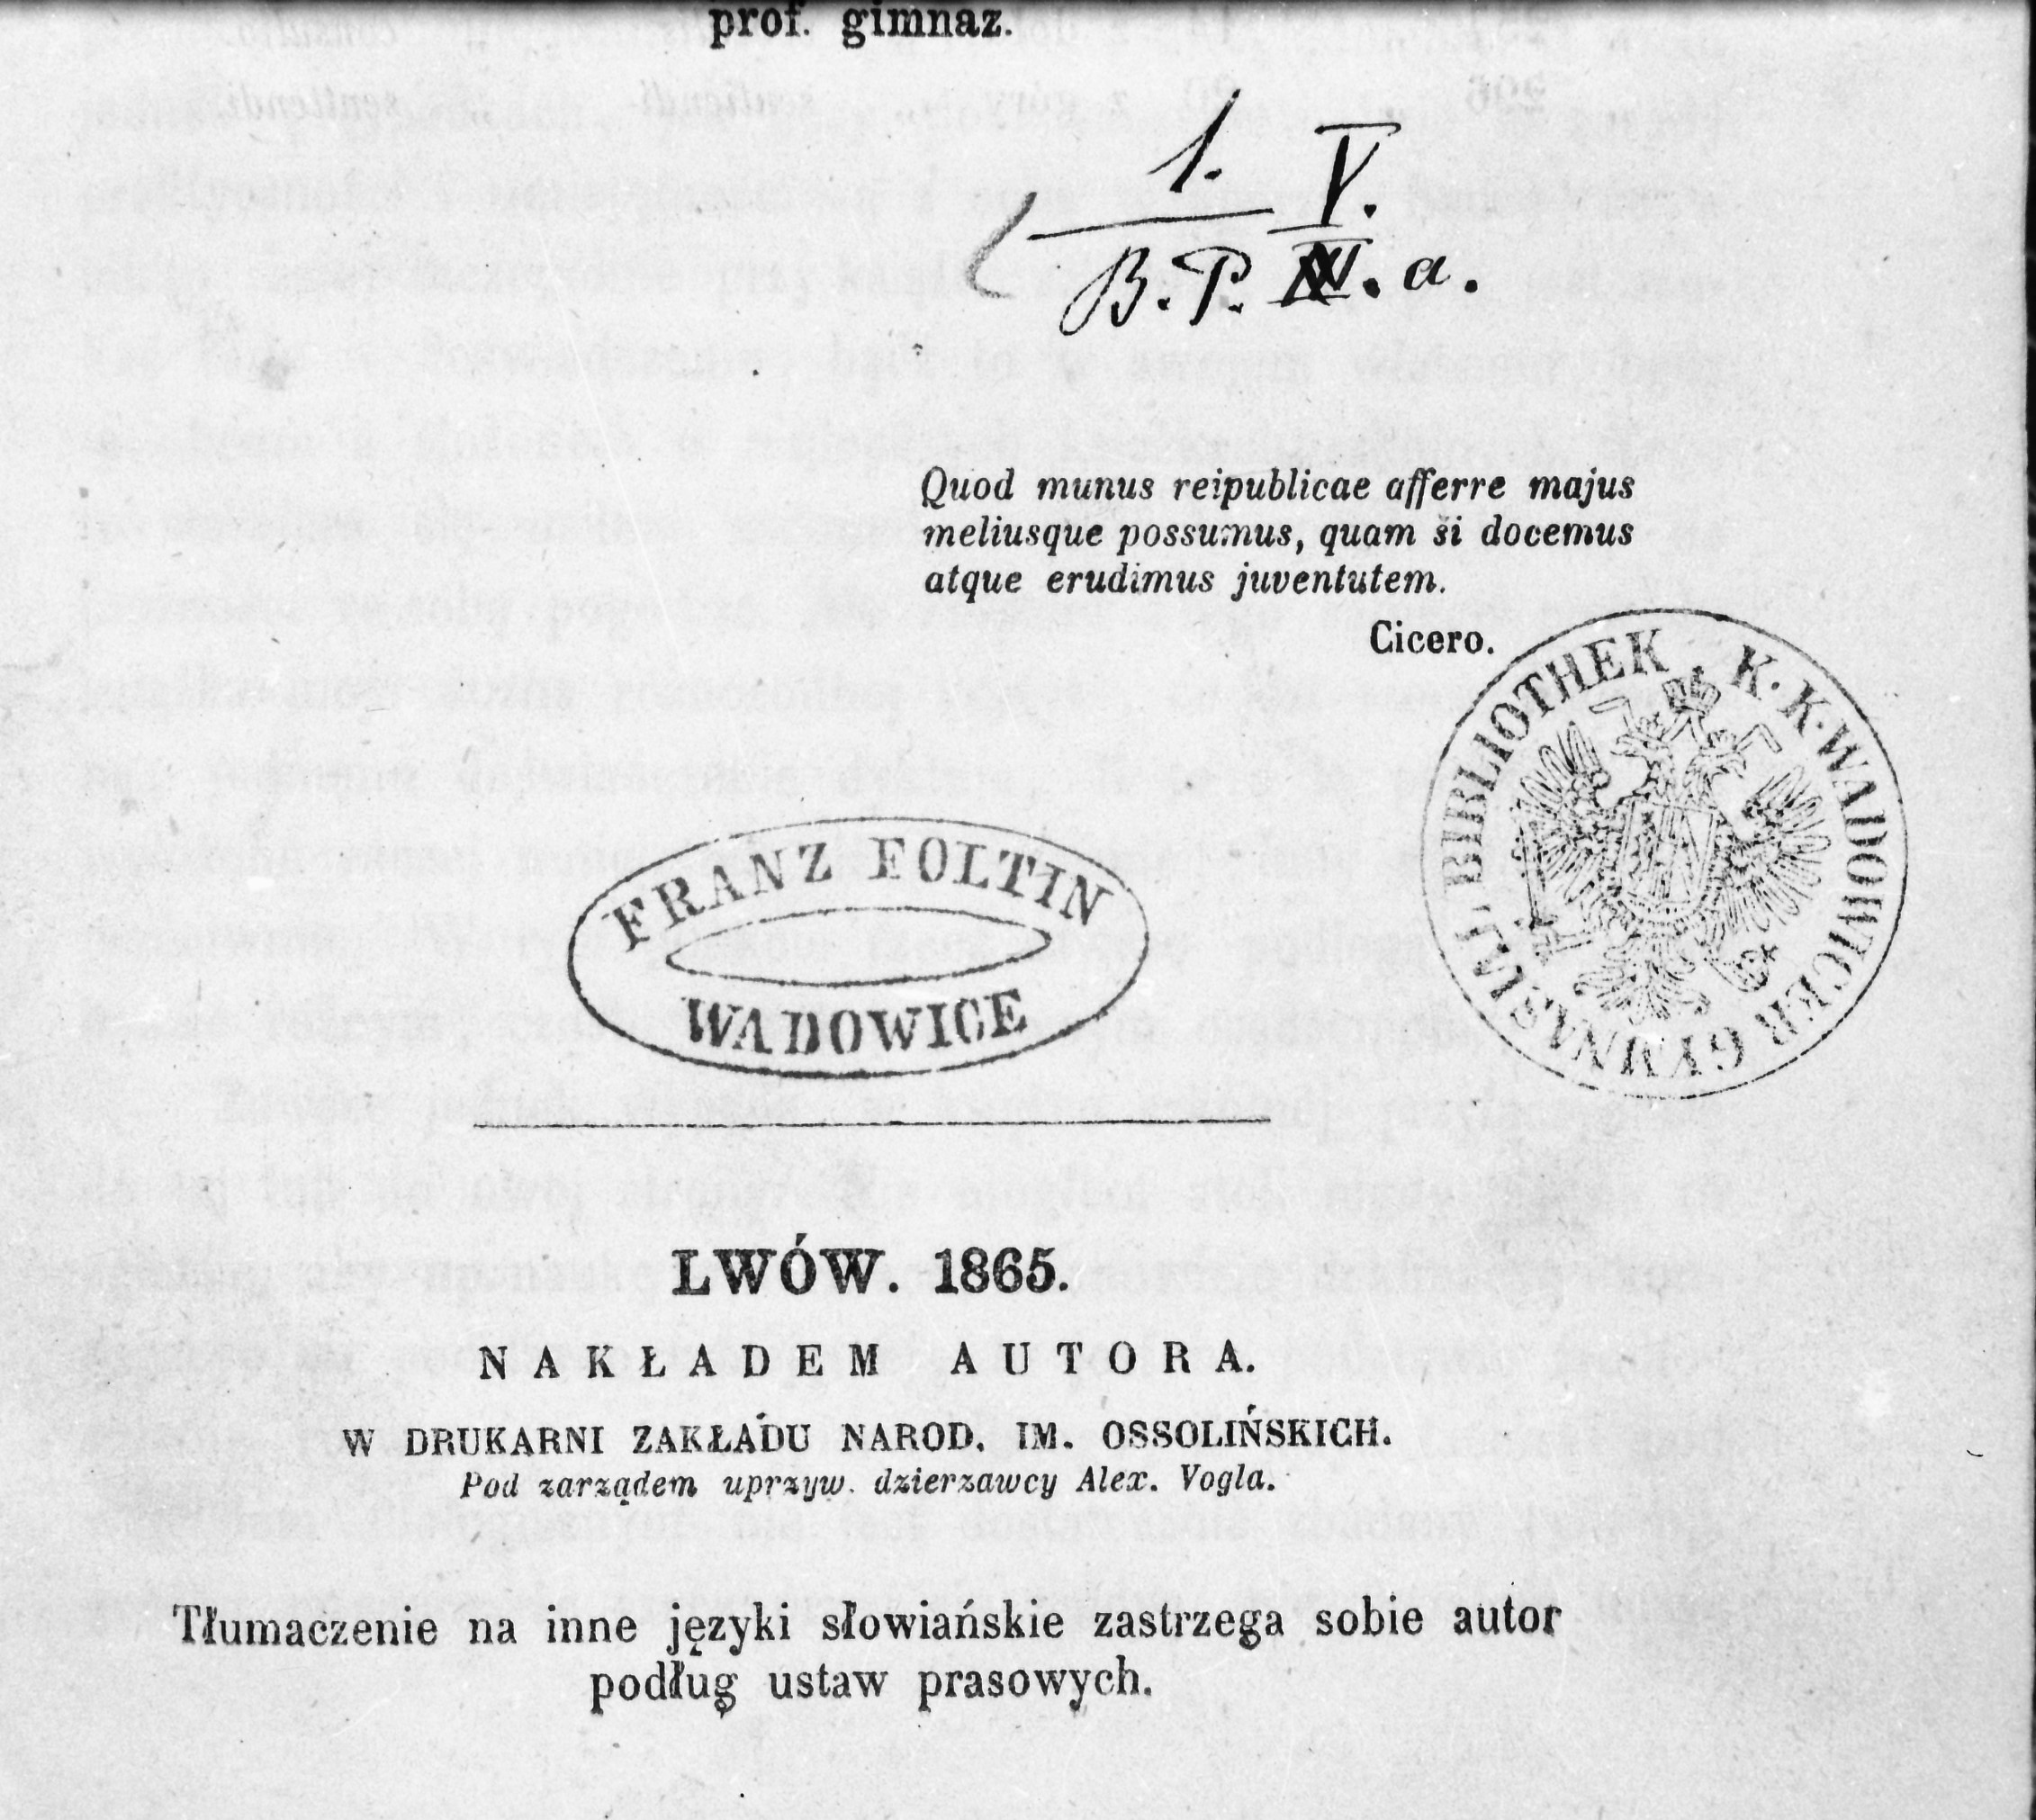 prof. gimnaz.
1. V.
B. P. a.
Quod munus reipublicae afferre majus
meliusque possumus, quam si docemus
atque erudimus juventutem.
Cicero.
K. K. WADOWICER GYMNASIAL BIBLIOTHEK
FRANZ FOLTIN
WADOWICE
LWÓW. 1865.
NAKŁADEM AUTORA.
W DRUKARNI ZAKŁADU NAROD. IM. OSSOLIŃSKICH.
Pod zarządem uprzyw. dzierzawcy Alex. Vogla.
Tłumaczenie na inne języki słowiańskie zastrzega sobie autor
podług ustaw prasowych.